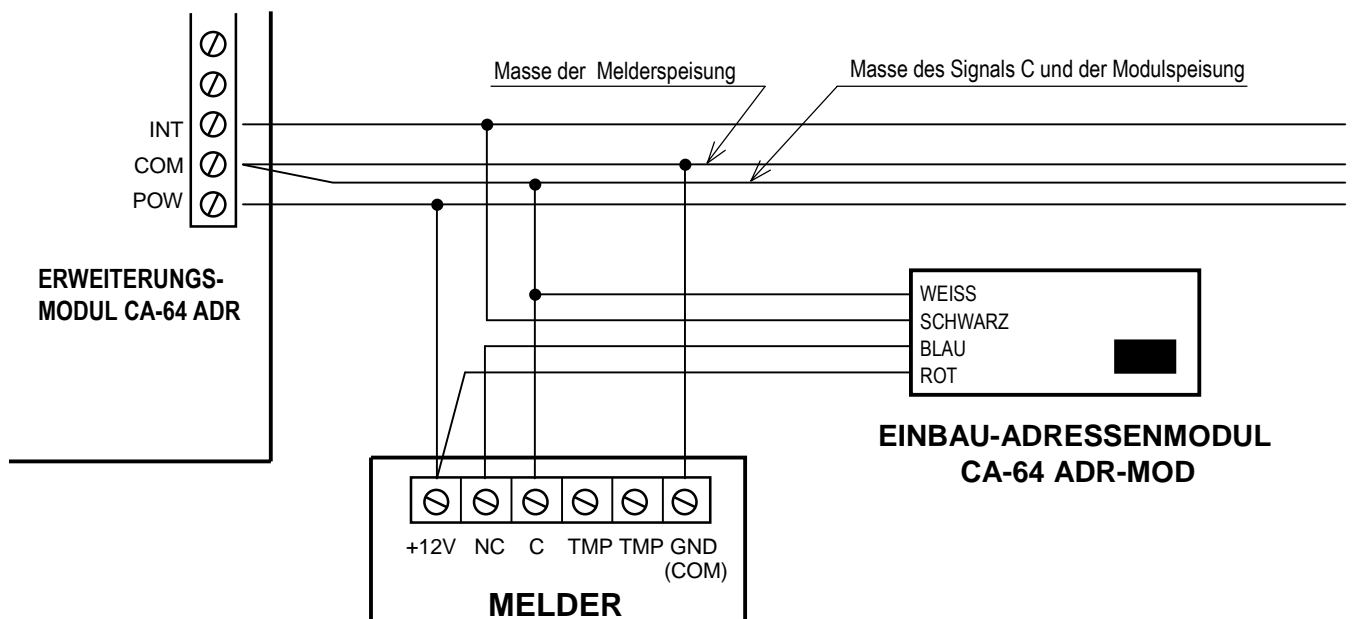 Masse der Melderspeisung
Masse des Signals C und der Modulspeisung
INT
COM
POW
ERWEITERUNGS-
MODUL CA-64 ADR
WEISS
SCHWARZ
BLAU
ROT
EINBAU-ADRESSENMODUL
CA-64 ADR-MOD
+12V NC C TMP TMP GND
(COM)
MELDER